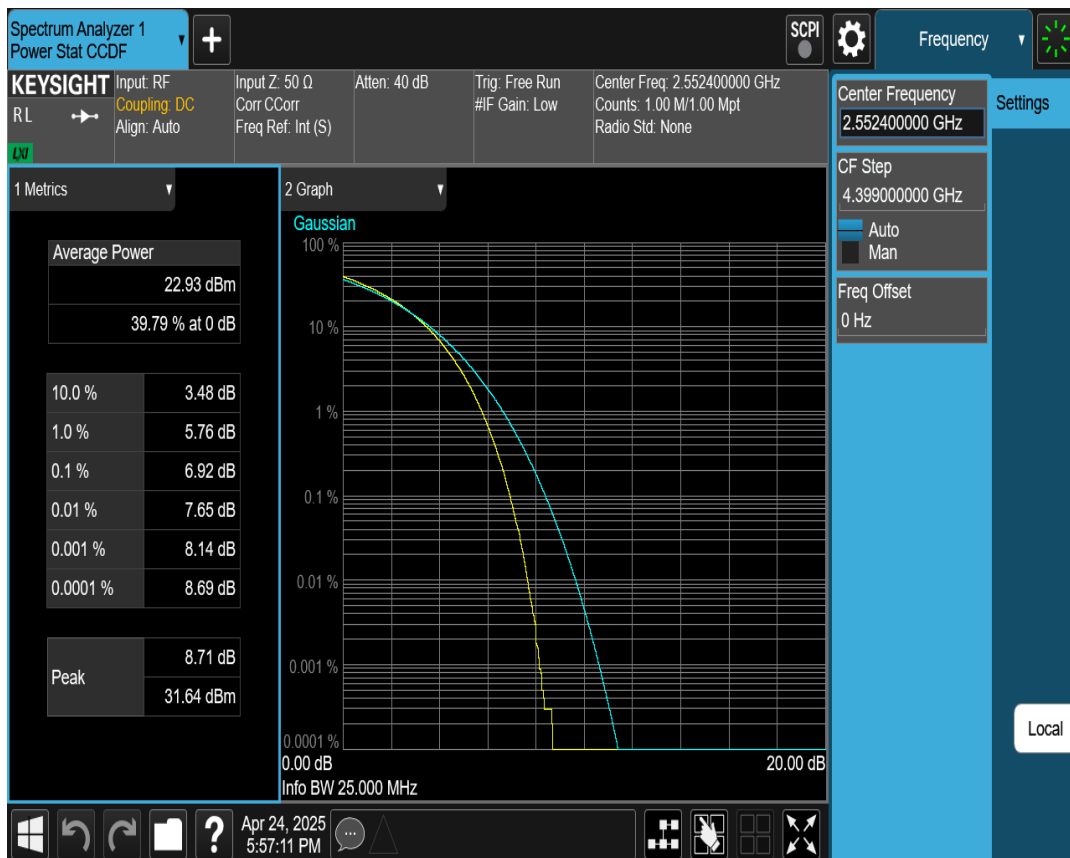 Spectrum Analyzer 1
Power Stat CCDF
SCPI
Frequency
KEYSIGHT
RL
LXI
Input: RF
Coupling: DC
Align: Auto
Input Z: 50 Ω
Corr CCorr
Freq Ref: Int (S)
Atten: 40 dB
Trig: Free Run
#IF Gain: Low
Center Freq: 2.552400000 GHz
Counts: 1.00 M/1.00 Mpt
Radio Std: None
Center Frequency
2.552400000 GHz
Settings
CF Step
4.399000000 GHz
Auto
Man
Freq Offset
0 Hz
Local
1 Metrics
Average Power
22.93 dBm
39.79 % at 0 dB
10.0 % 3.48 dB
1.0 % 5.76 dB
0.1 % 6.92 dB
0.01 % 7.65 dB
0.001 % 8.14 dB
0.0001 % 8.69 dB
Peak
8.71 dB
31.64 dBm
2 Graph
Gaussian
100 %
10 %
1 %
0.1 %
0.01 %
0.001 %
0.0001 %
0.00 dB 20.00 dB
Info BW 25.000 MHz
?
Apr 24, 2025
5:57:11 PM